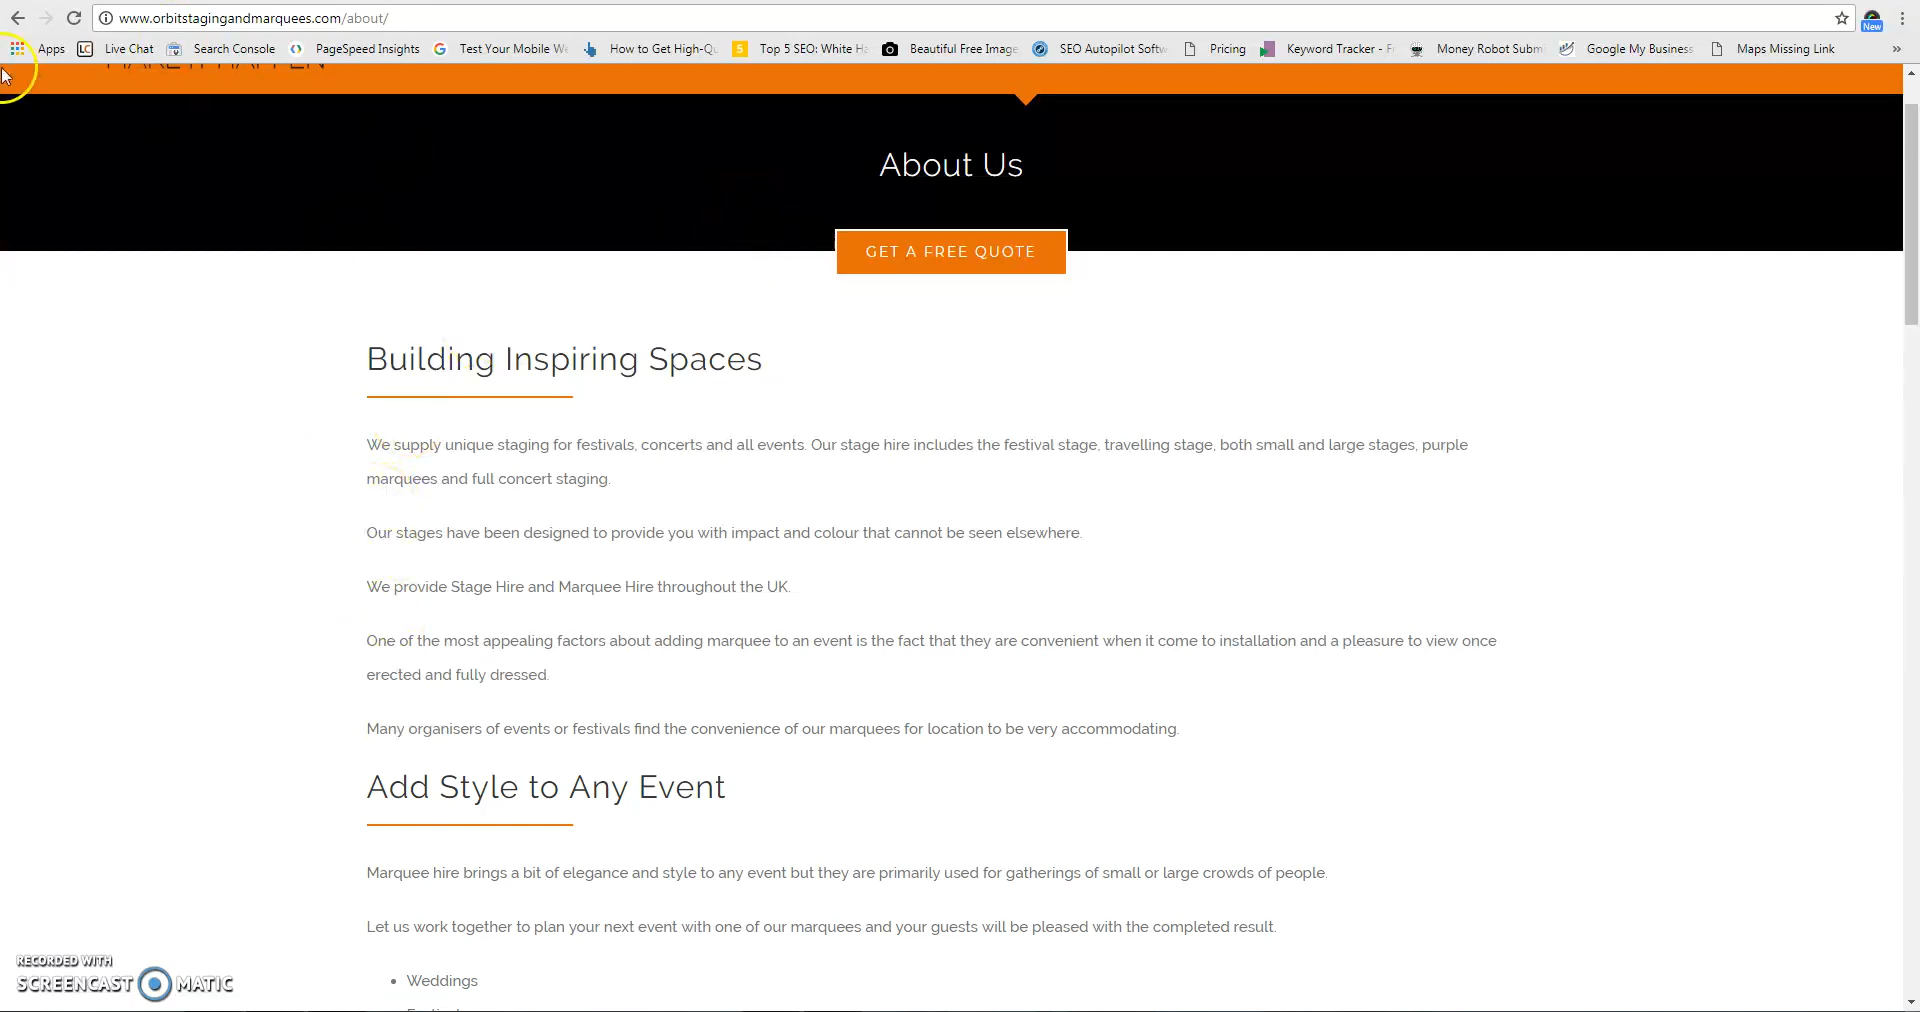 www.orbitstagingandmarquees.com/about/
Apps LC Live Chat Search Console PageSpeed Insights G Test Your Mobile We How to Get High-Qu 5 Top 5 SEO: White Ha Beautiful Free Image SEO Autopilot Softw Pricing Keyword Tracker - F Money Robot Subm Google My Business Maps Missing Link » New
MAKE IT HAPPEN
About Us
GET A FREE QUOTE
Building Inspiring Spaces
We supply unique staging for festivals, concerts and all events. Our stage hire includes the festival stage, travelling stage, both small and large stages, purple
marquees and full concert staging.
Our stages have been designed to provide you with impact and colour that cannot be seen elsewhere.
We provide Stage Hire and Marquee Hire throughout the UK.
One of the most appealing factors about adding marquee to an event is the fact that they are convenient when it come to installation and a pleasure to view once
erected and fully dressed.
Many organisers of events or festivals find the convenience of our marquees for location to be very accommodating.
Add Style to Any Event
Marquee hire brings a bit of elegance and style to any event but they are primarily used for gatherings of small or large crowds of people.
Let us work together to plan your next event with one of our marquees and your guests will be pleased with the completed result.
• Weddings
RECORDED WITH
SCREENCAST MATIC